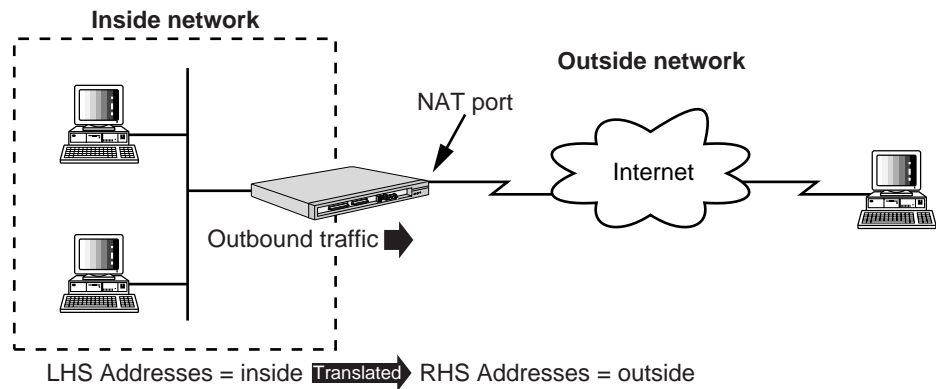 Inside network
Outside network
NAT port
Internet
Outbound traffic
LHS Addresses = inside Translated RHS Addresses = outside